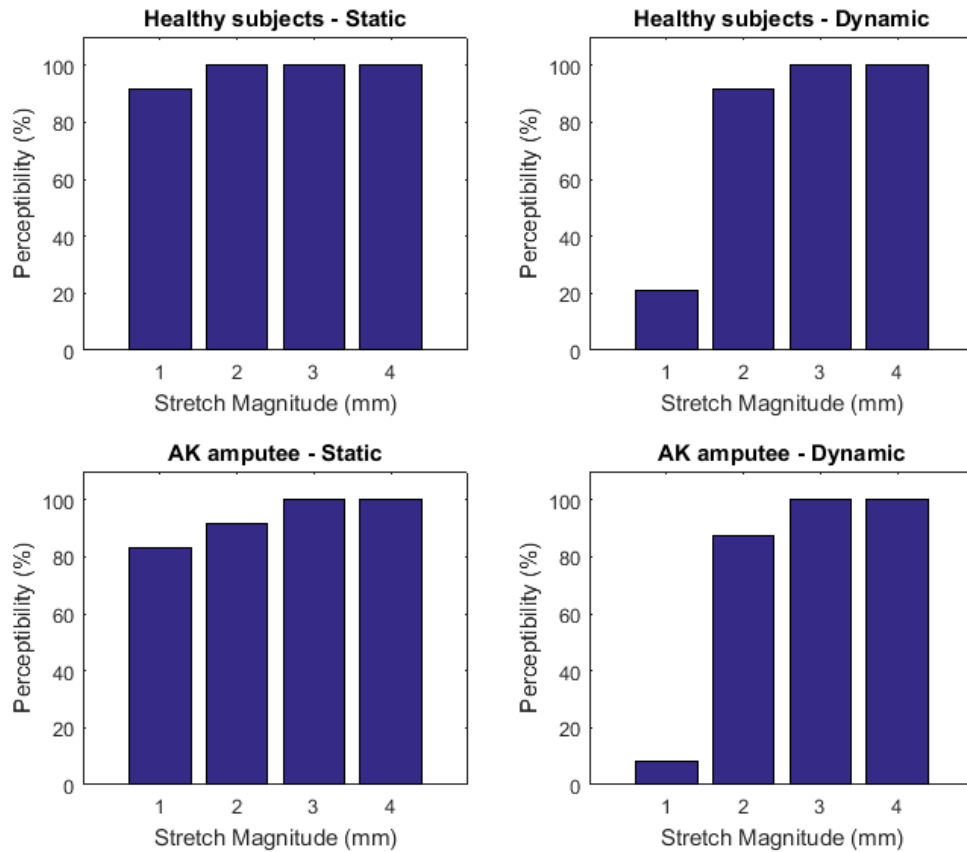 Healthy subjects - Static
Perceptibility (%)
100
80
60
40
20
0
1 2 3 4
Stretch Magnitude (mm)
Healthy subjects - Dynamic
Perceptibility (%)
100
80
60
40
20
0
1 2 3 4
Stretch Magnitude (mm)
AK amputee - Static
Perceptibility (%)
100
80
60
40
20
0
1 2 3 4
Stretch Magnitude (mm)
AK amputee - Dynamic
Perceptibility (%)
100
80
60
40
20
0
1 2 3 4
Stretch Magnitude (mm)